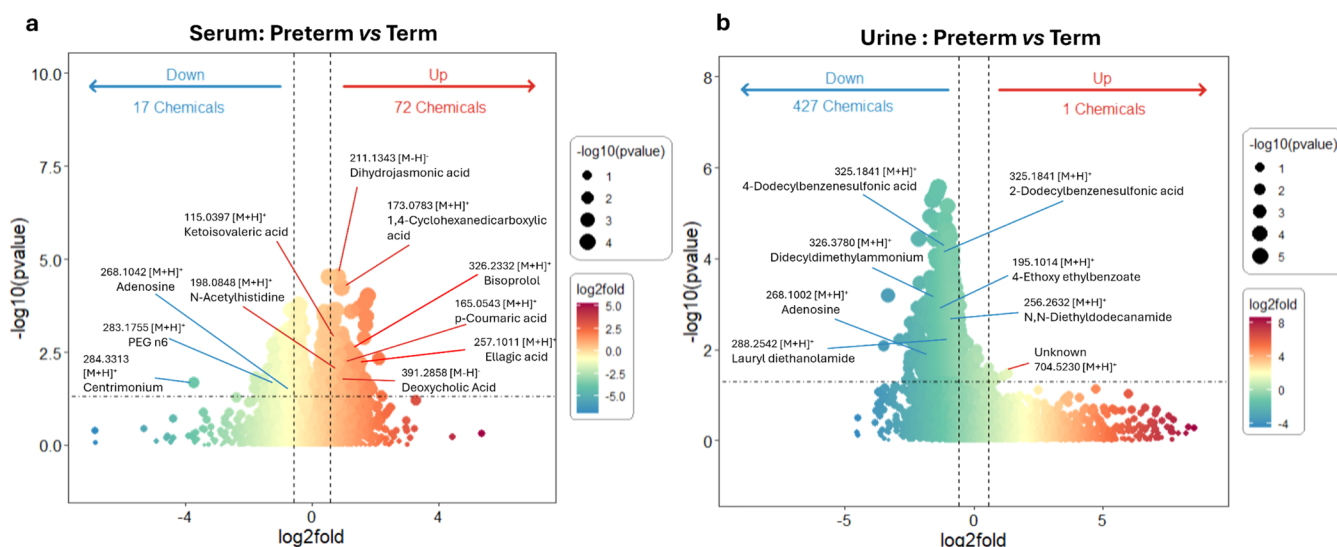 a
Serum: Preterm vs Term
10.0
7.5
5.0
2.5
0.0
-log10(pvalue)
Down
17 Chemicals
Up
72 Chemicals
211.1343 [M-H]-
Dihydrojasmonic acid
115.0397 [M+H]+
Ketoisovaleric acid
173.0783 [M+H]+
1,4-Cyclohexanedicarboxylic
acid
268.1042 [M+H]+
Adenosine
198.0848 [M+H]+
N-Acetylhistidine
326.2332 [M+H]+
Bisoprolol
283.1755 [M+H]+
PEG n6
165.0543 [M+H]+
p-Coumaric acid
284.3313
[M+H]+
Centrimonium
257.1011 [M+H]+
Ellagic acid
391.2858 [M-H]-
Deoxycholic Acid
-4
0
4
log2fold
-log10(pvalue)
1
2
3
4
log2fold
5.0
2.5
0
-2.5
-5.0
b
Urine : Preterm vs Term
8
6
4
2
0
-log10(pvalue)
Down
427 Chemicals
Up
1 Chemicals
325.1841 [M+H]+
4-Dodecylbenzenesulfonic acid
325.1841 [M+H]+
2-Dodecylbenzenesulfonic acid
326.3780 [M+H]+
Didecyldimethylammonium
195.1014 [M+H]+
4-Ethoxy ethylbenzoate
268.1002 [M+H]+
Adenosine
256.2632 [M+H]+
N,N-Diethyldodecanamide
288.2542 [M+H]+
Lauryl diethanolamide
Unknown
704.5230 [M+H]+
-5
0
5
log2fold
-log10(pvalue)
1
2
3
4
5
log2fold
8
4
0
-4